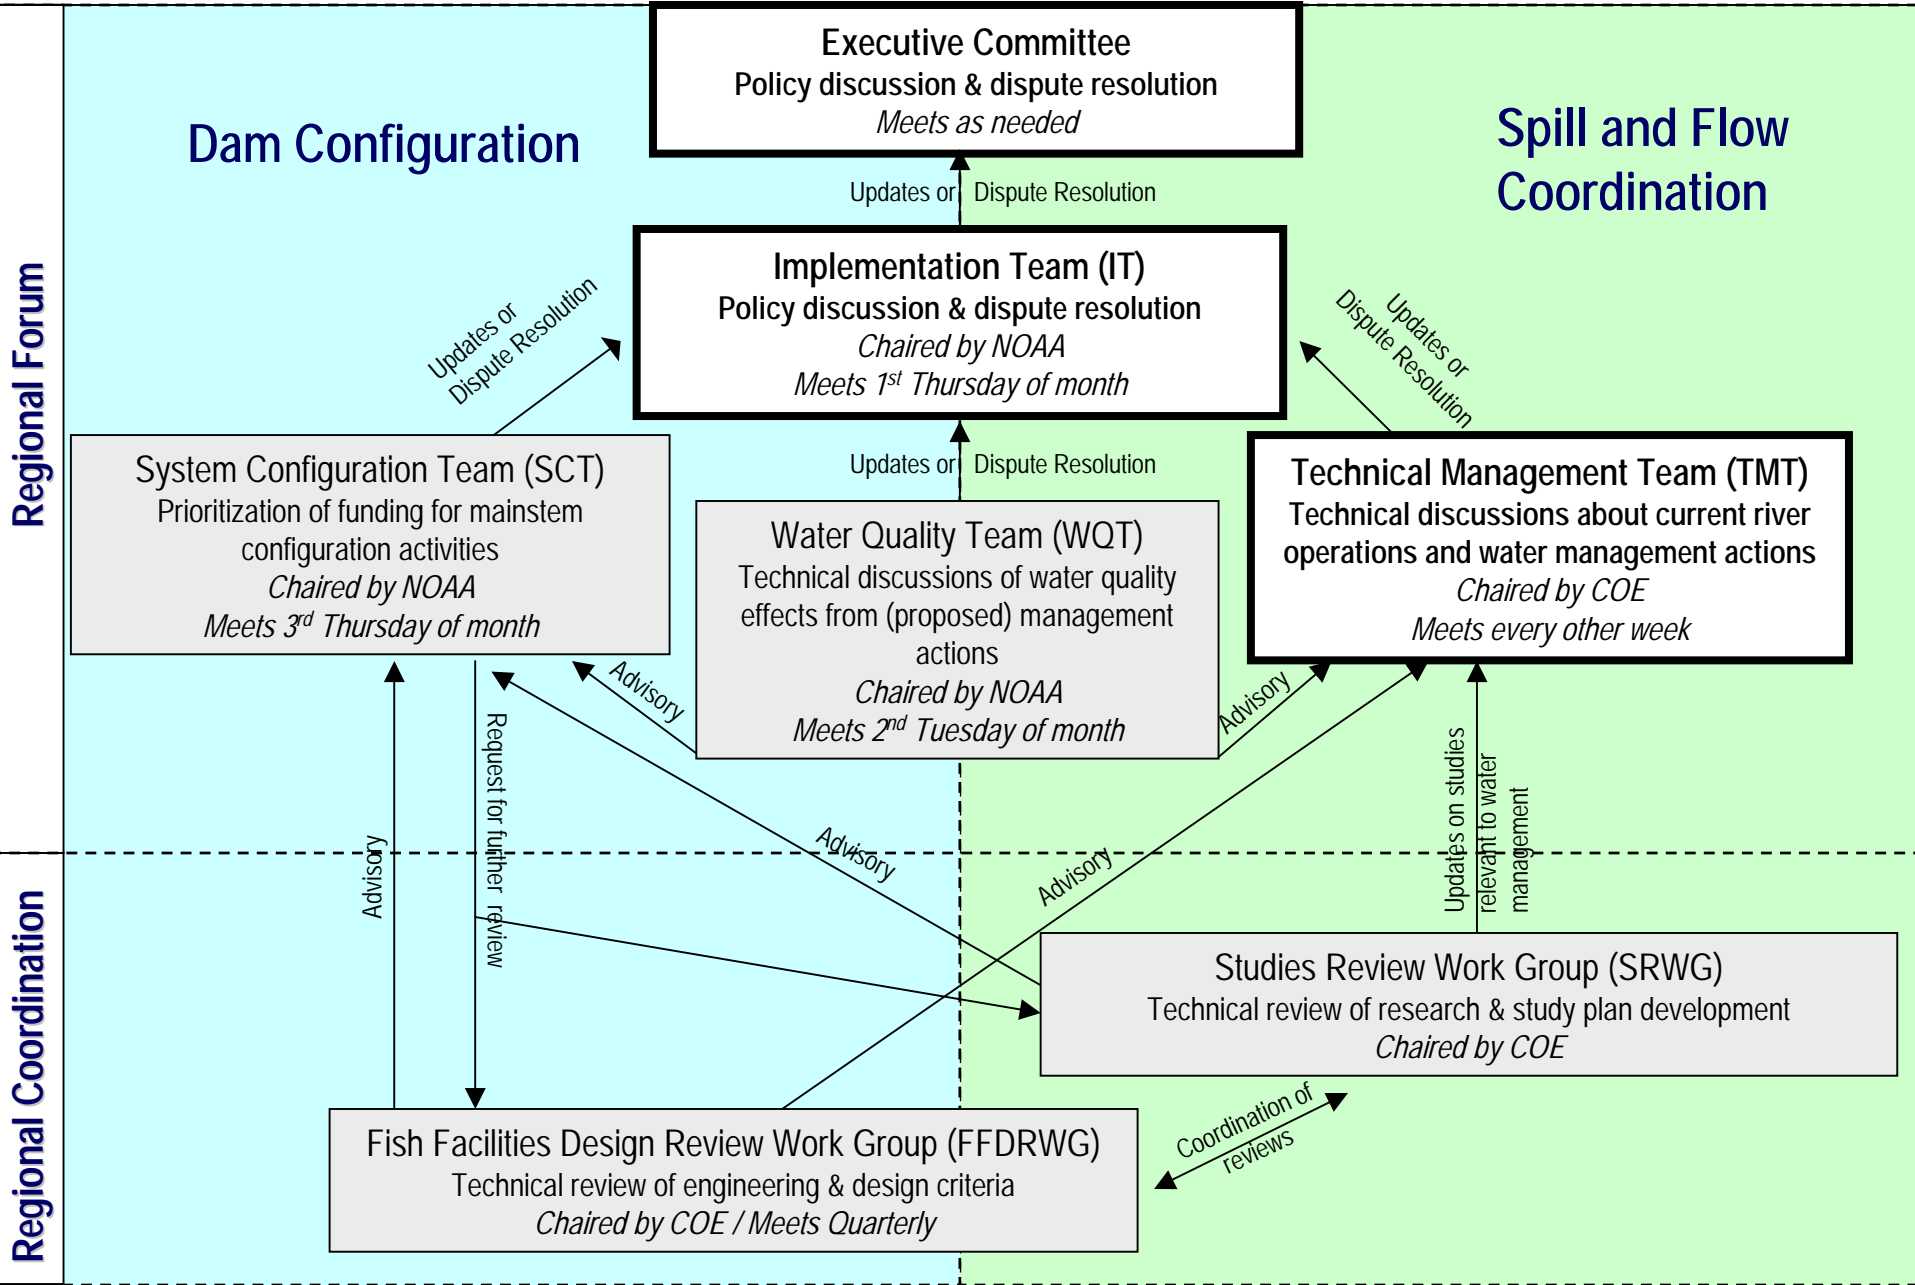 Executive Committee
Policy discussion & dispute resolution
Meets as needed
Dam Configuration
Spill and Flow
Coordination
Updates or Dispute Resolution
Regional Forum
Implementation Team (IT)
Policy discussion & dispute resolution
Chaired by NOAA
Meets 1st Thursday of month
Updates or
Dispute Resolution
Updates or
Dispute Resolution
Updates or Dispute Resolution
System Configuration Team (SCT)
Prioritization of funding for mainstem
configuration activities
Chaired by NOAA
Meets 3rd Thursday of month
Water Quality Team (WQT)
Technical discussions of water quality
effects from (proposed) management
actions
Chaired by NOAA
Meets 2nd Tuesday of month
Technical Management Team (TMT)
Technical discussions about current river
operations and water management actions
Chaired by COE
Meets every other week
Advisory
Advisory
Request for further review
Advisory
Advisory
Advisory
Updates on studies
relevant to water
management
Regional Coordination
Studies Review Work Group (SRWG)
Technical review of research & study plan development
Chaired by COE
Coordination of
reviews
Fish Facilities Design Review Work Group (FFDRWG)
Technical review of engineering & design criteria
Chaired by COE / Meets Quarterly